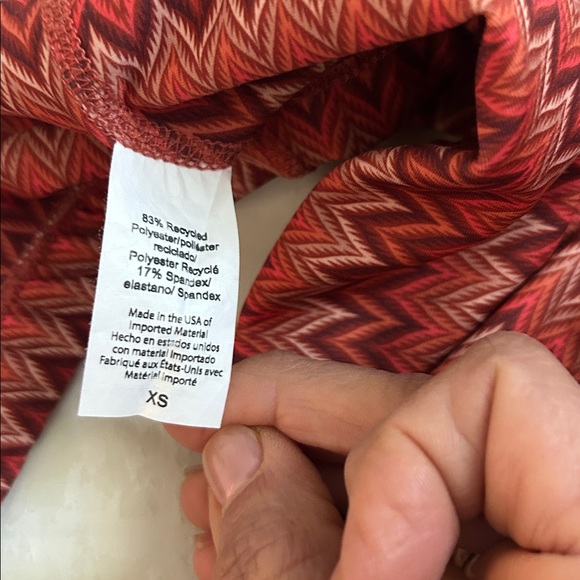 83% Recycled
Polyester/poliéster
reciclado/
Polyester Recyclé
17% Spandex/
elastano/ Spandex
Made in the USA of
Imported Material
Hecho en estados unidos
con material importado
Fabriqué aux États-Unis avec
Matériel importé
XS